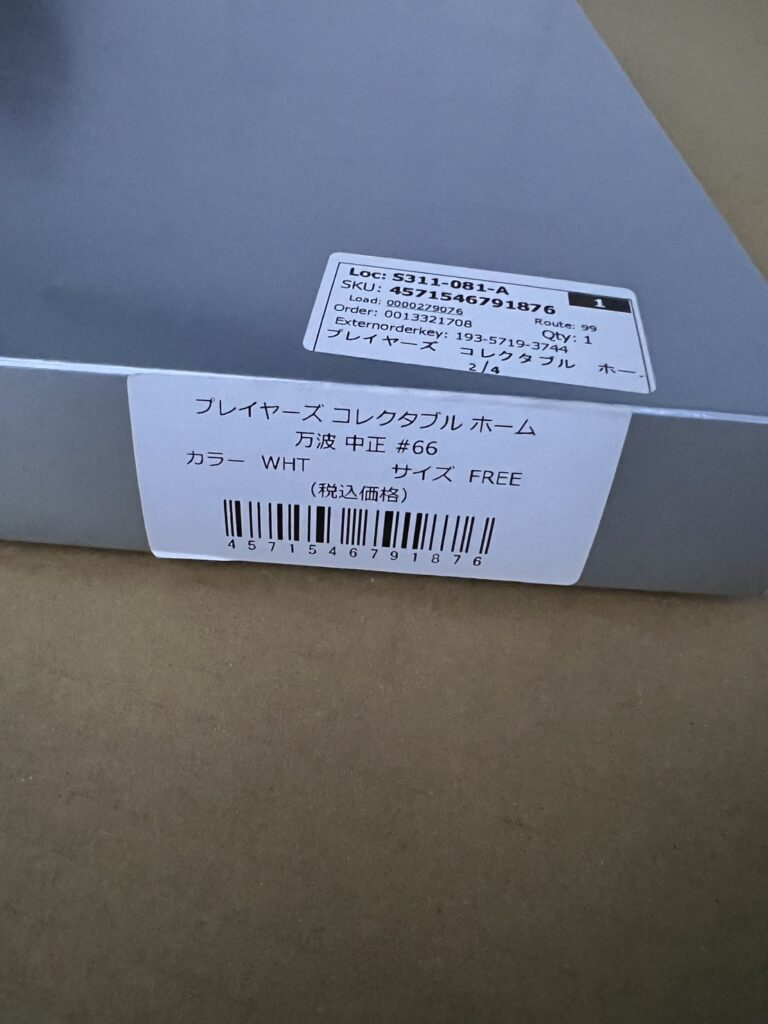 Loc: S311-081-A
1
SKU: 4571546791876
Load: 0000279076 Route: 99
Order: 0013321708 Qty: 1
Externorderkey: 193-5719-3744
プレイヤーズ コレクタブル ホー
2/4
プレイヤーズ コレクタブル ホーム
万波 中正 #66
カラー WHT サイズ FREE
(税込価格)
4571546791876